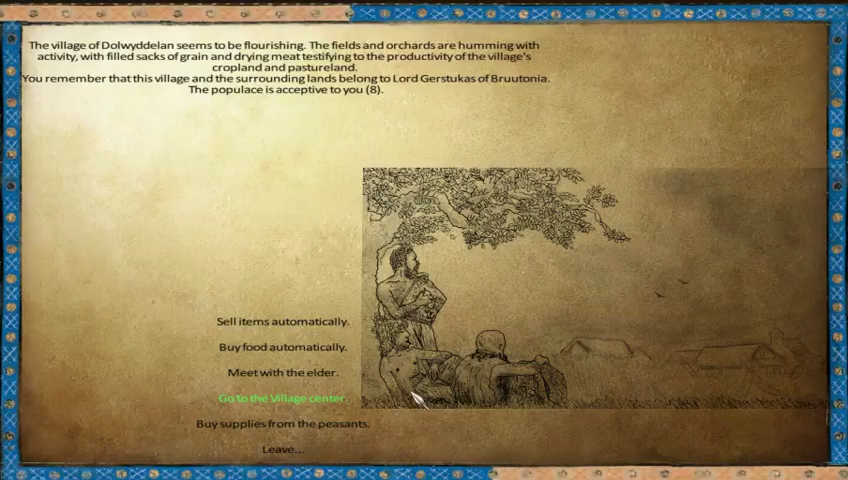 The village of Dolwyddelan seems to be flourishing. The fields and orchards are humming with
activity, with filled sacks of grain and drying meat testifying to the productivity of the village's
cropland and pastureland.
You remember that this village and the surrounding lands belong to Lord Gerstukas of Bruutonia.
The populace is acceptive to you (8).
Sell items automatically.
Buy food automatically.
Meet with the elder.
Go to the Village center.
Buy supplies from the peasants.
Leave...